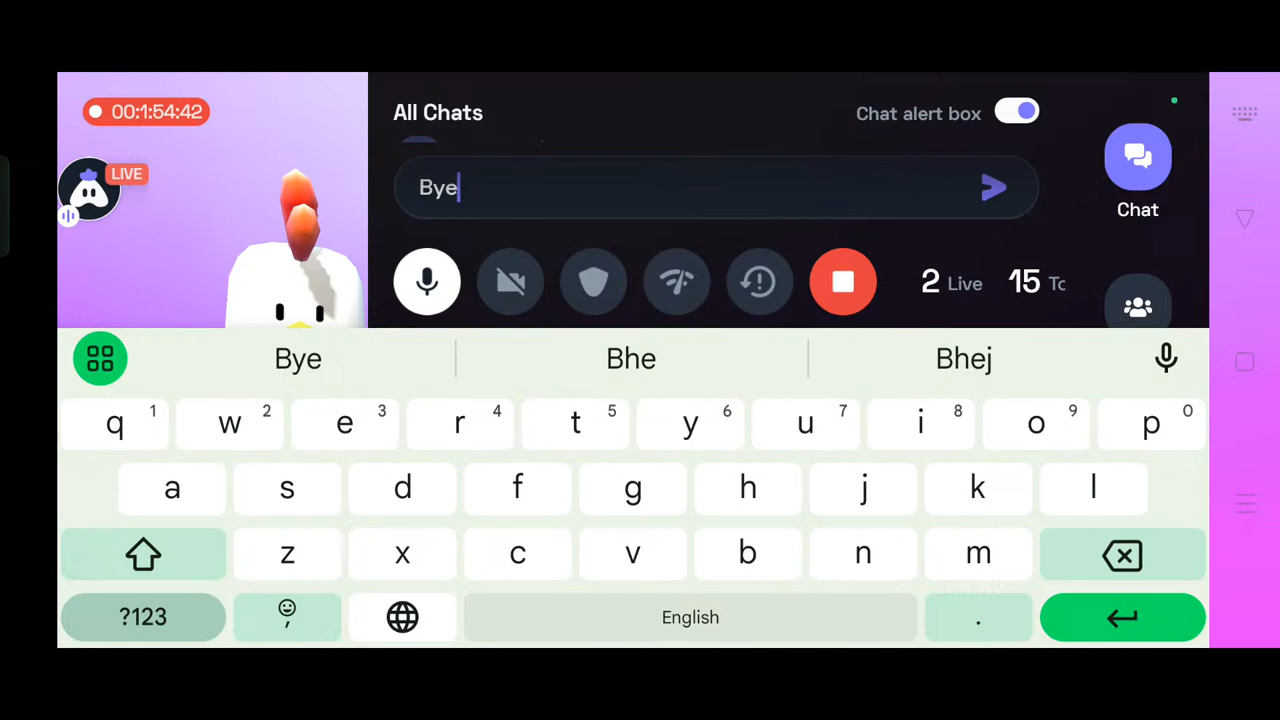 00:1:54:42
LIVE
All Chats
Chat alert box
Bye
Chat
2 Live 15 To
Bye Bhe Bhej
q 1 w 2 e 3 r 4 t 5 y 6 u 7 i 8 o 9 p 0
a s d f g h j k l
z x c v b n m
?123 , English .